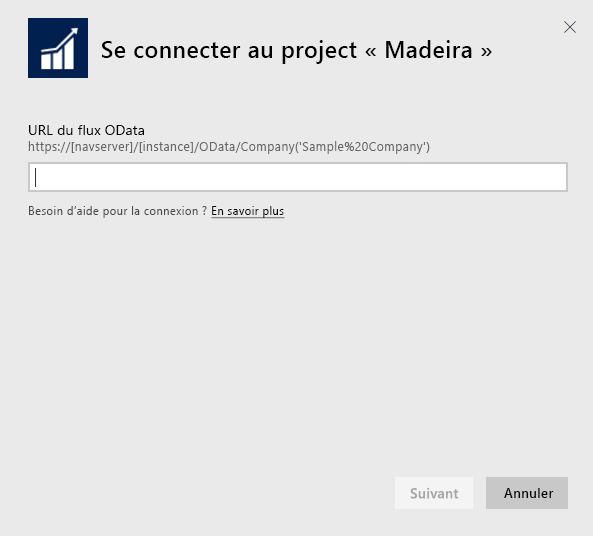 Se connecter au project « Madeira »
URL du flux OData
https://[navserver]/[instance]/OData/Company('Sample%20Company')
Besoin d'aide pour la connexion ? En savoir plus
Suivant
Annuler